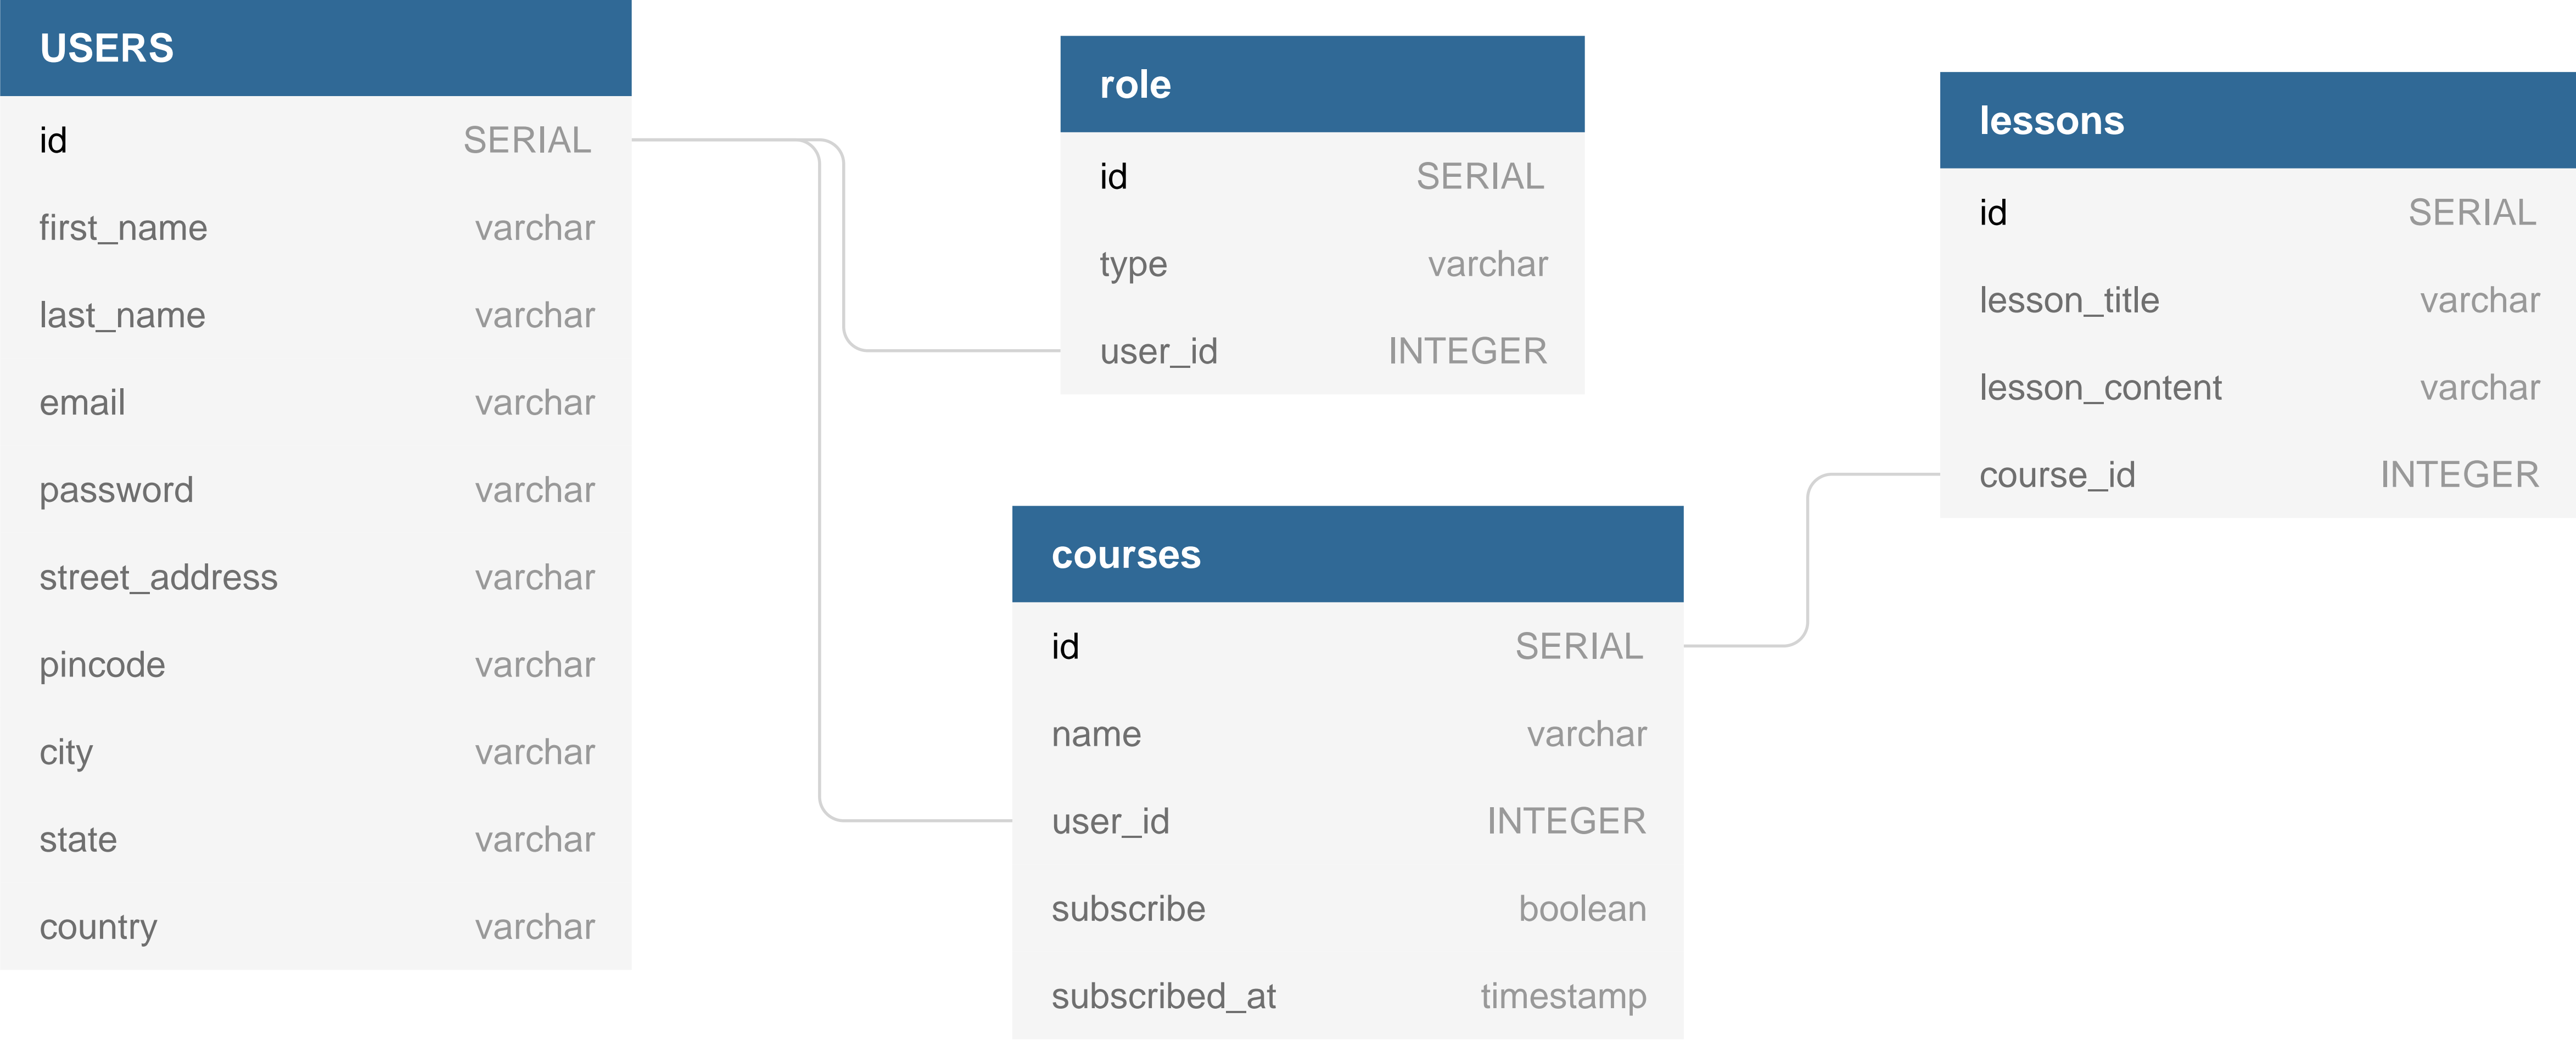 USERS
id SERIAL
first_name varchar
last_name varchar
email varchar
password varchar
street_address varchar
pincode varchar
city varchar
state varchar
country varchar
role
id SERIAL
type varchar
user_id INTEGER
courses
id SERIAL
name varchar
user_id INTEGER
subscribe boolean
subscribed_at timestamp
lessons
id SERIAL
lesson_title varchar
lesson_content varchar
course_id INTEGER